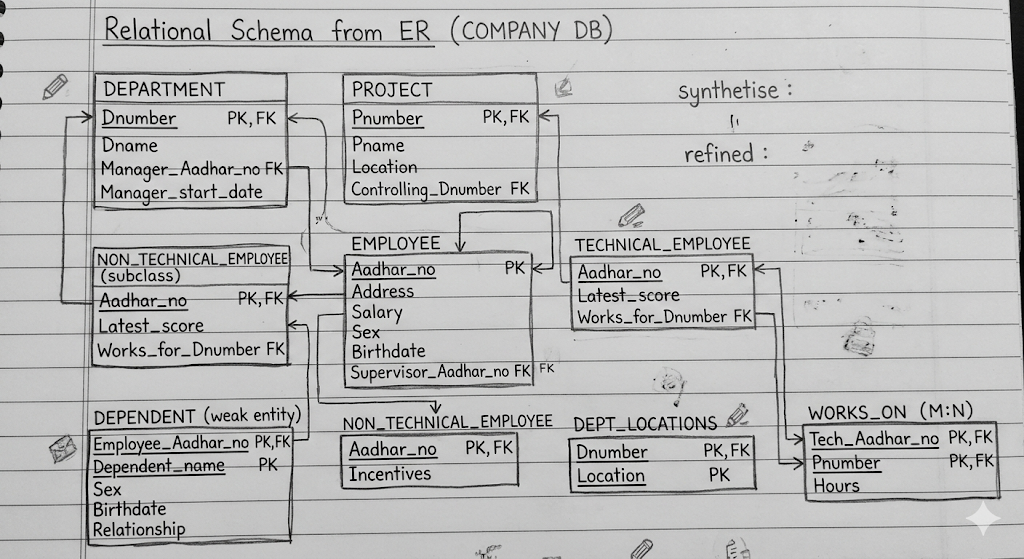 Relational Schema from ER (COMPANY DB)
DEPARTMENT
Dnumber PK,FK
Dname
Manager_Aadhar_no FK
Manager_start_date
PROJECT
Pnumber PK,FK
Pname
Location
Controlling_Dnumber FK
synthetise :
refined :
NON_TECHNICAL_EMPLOYEE
(subclass)
Aadhar_no PK,FK
Latest_score
Works_for_Dnumber FK
EMPLOYEE
Aadhar_no PK
Address
Salary
Sex
Birthdate
Supervisor_Aadhar_no FK FK
TECHNICAL_EMPLOYEE
Aadhar_no PK,FK
Latest_score
Works_for_Dnumber FK
DEPENDENT (weak entity)
Employee_Aadhar_no PK,FK
Dependent_name PK
Sex
Birthdate
Relationship
NON_TECHNICAL_EMPLOYEE
Aadhar_no PK,FK
Incentives
DEPT_LOCATIONS
Dnumber PK,FK
Location PK
WORKS_ON (M:N)
Tech_Aadhar_no PK,FK
Pnumber PK,FK
Hours